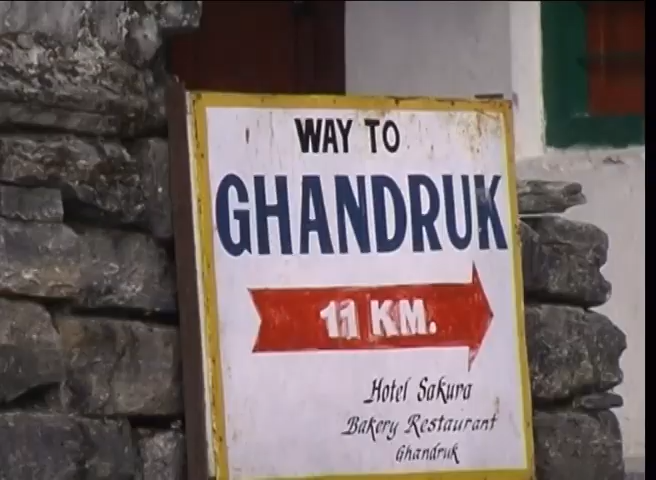 WAY TO
GHANDRUK
11 KM.
Hotel Sakura
Bakery Restaurant
Ghandruk